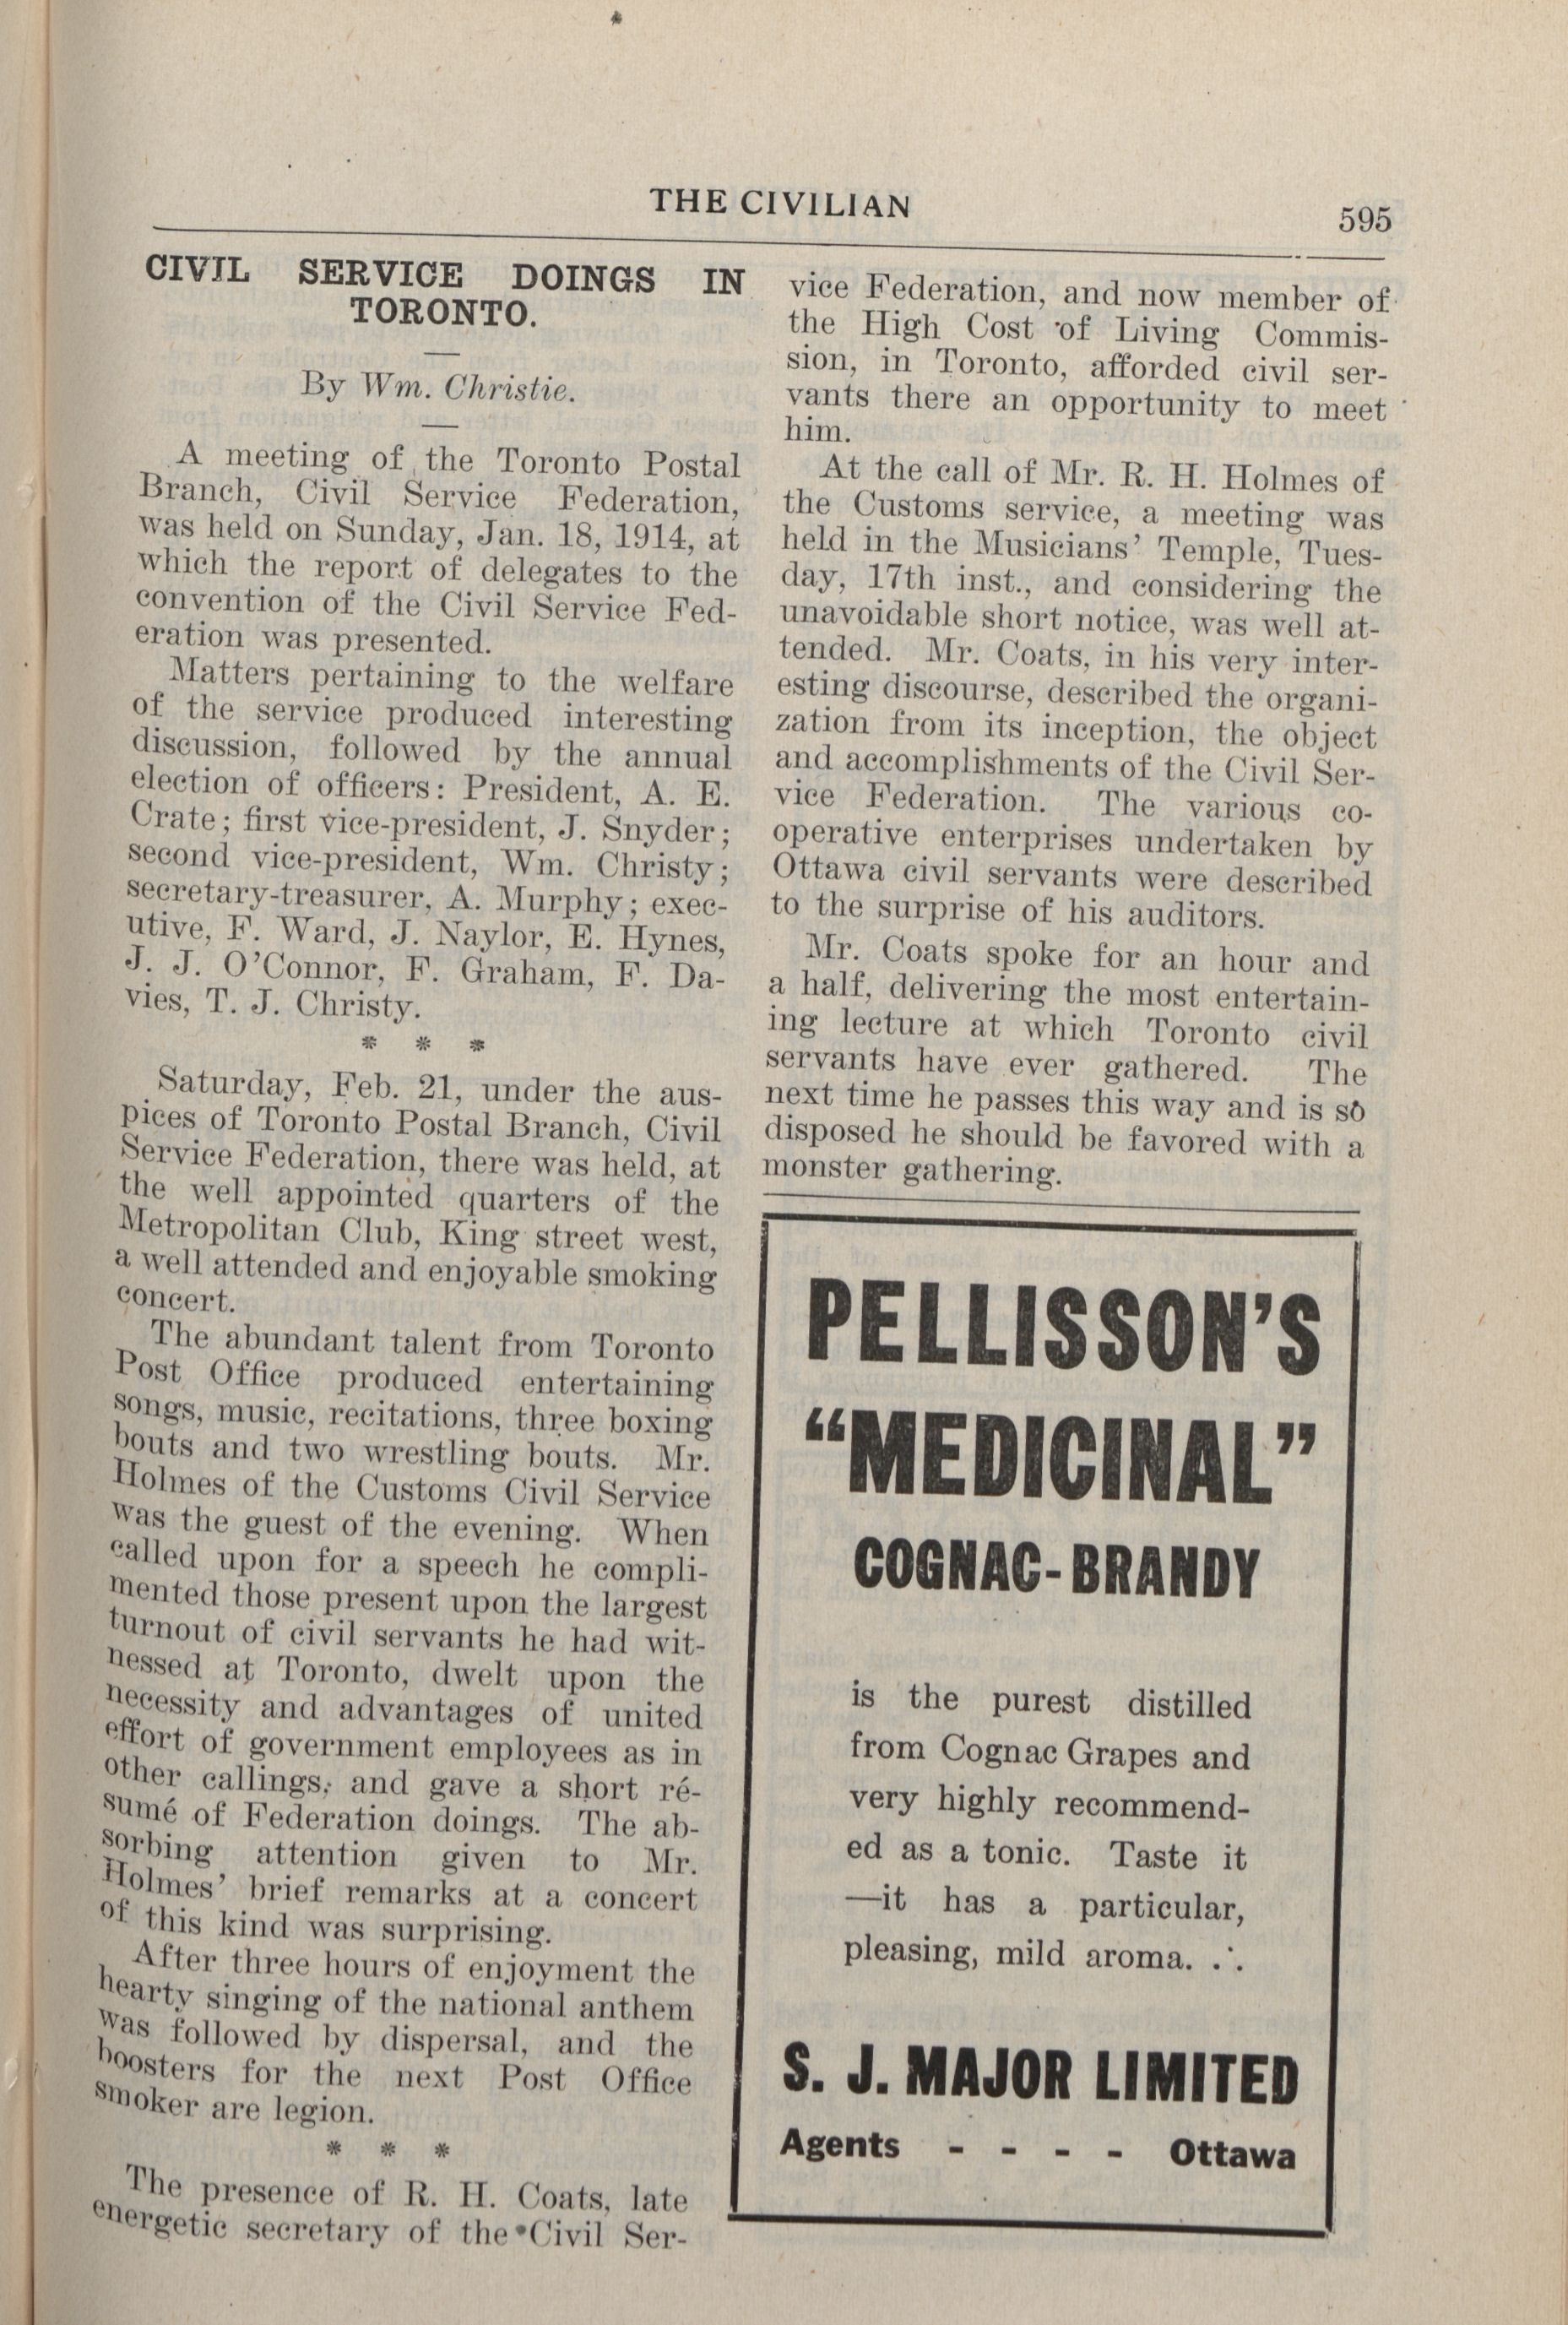 THE CIVILIAN
595
CIVIL SERVICE DOINGS IN
TORONTO.
By Wm. Christie.
A meeting of the Toronto Postal
Branch, Civil Service Federation,
was held on Sunday, Jan. 18, 1914, at
which the report of delegates to the
convention of the Civil Service Fed-
eration was presented.
Matters pertaining to the welfare
of the service produced interesting
discussion, followed by the annual
election of officers: President, A. E.
Crate; first vice-president, J. Snyder;
second vice-president, Wm. Christy;
secretary-treasurer, A. Murphy; exec-
utive, F. Ward, J. Naylor, E. Hynes,
J. J. O'Connor, F. Graham, F. Da-
vies, T. J. Christy.
* * *
Saturday, Feb. 21, under the aus-
pices of Toronto Postal Branch, Civil
Service Federation, there was held, at
the well appointed quarters of the
Metropolitan Club, King street west,
a well attended and enjoyable smoking
concert.
The abundant talent from Toronto
Post Office produced entertaining
songs, music, recitations, three boxing
bouts and two wrestling bouts. Mr.
Holmes of the Customs Civil Service
was the guest of the evening. When
called upon for a speech he compli-
mented those present upon the largest
turnout of civil servants he had wit-
nessed at Toronto, dwelt upon the
necessity and advantages of united
effort of government employees as in
other callings, and gave a short ré-
sumé of Federation doings. The ab-
sorbing attention given to Mr.
Holmes' brief remarks at a concert
of this kind was surprising.
After three hours of enjoyment the
hearty singing of the national anthem
was followed by dispersal, and the
boosters for the next Post Office
smoker are legion.
* * *
The presence of R. H. Coats, late
energetic secretary of the Civil Ser-
vice Federation, and now member of
the High Cost of Living Commis-
sion, in Toronto, afforded civil ser-
vants there an opportunity to meet
him.
At the call of Mr. R. H. Holmes of
the Customs service, a meeting was
held in the Musicians' Temple, Tues-
day, 17th inst., and considering the
unavoidable short notice, was well at-
tended. Mr. Coats, in his very inter-
esting discourse, described the organi-
zation from its inception, the object
and accomplishments of the Civil Ser-
vice Federation. The various co-
operative enterprises undertaken by
Ottawa civil servants were described
to the surprise of his auditors.
Mr. Coats spoke for an hour and
a half, delivering the most entertain-
ing lecture at which Toronto civil
servants have ever gathered. The
next time he passes this way and is so
disposed he should be favored with a
monster gathering.
PELLISSON'S
"MEDICINAL"
COGNAC-BRANDY
is the purest distilled
from Cognac Grapes and
very highly recommend-
ed as a tonic. Taste it
—it has a particular,
pleasing, mild aroma. ∴
S. J. MAJOR LIMITED
Agents - - - - Ottawa